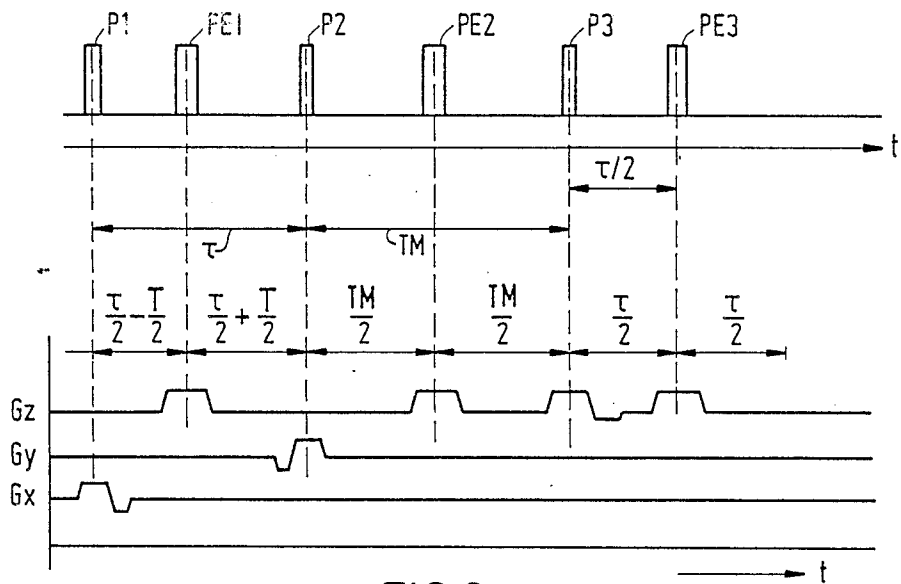 P1 PE1 P2 PE2 P3 PE3
t
τ/2
τ
TM
τ/2 - T/2 τ/2 + T/2 TM/2 TM/2 τ/2 τ/2
Gz
Gy
Gx
t